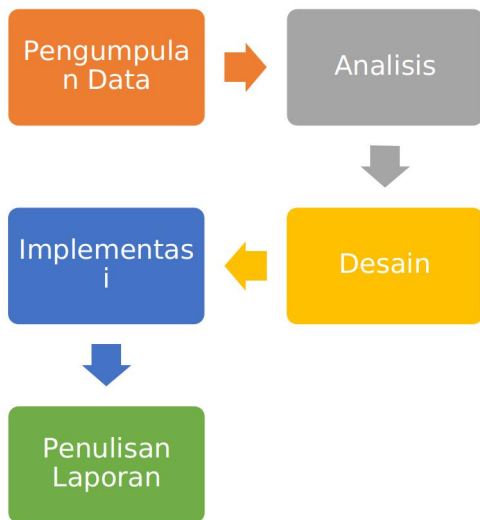 Pengumpula
n Data
Analisis
Desain
Implementas
i
Penulisan
Laporan